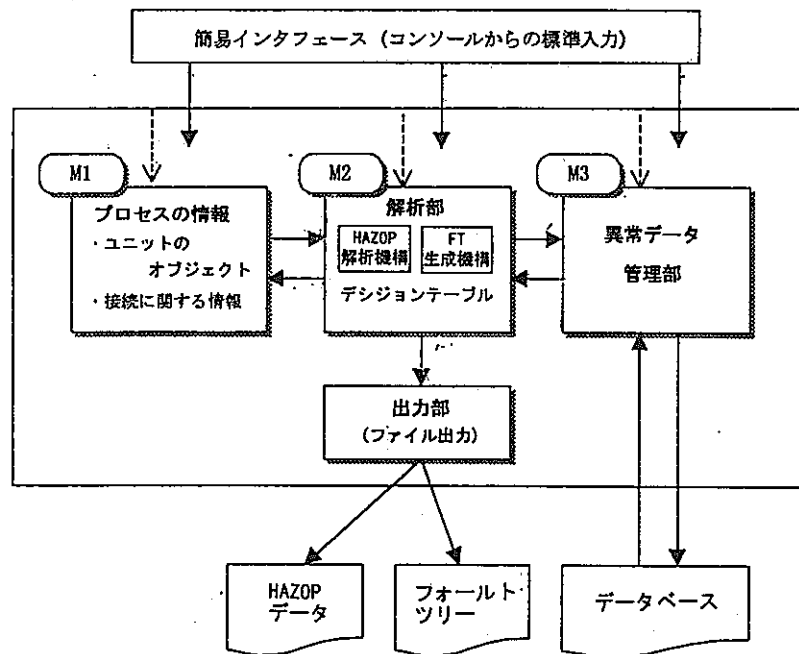 簡易インタフェース (コンソールからの標準入力)
M1
プロセスの情報
・ユニットの
オブジェクト
・接続に関する情報
M2
解析部
HAZOP
解析機構
FT
生成機構
デシジョンテーブル
M3
異常データ
管理部
出力部
(ファイル出力)
HAZOP
データ
フォールト
ツリー
データベース